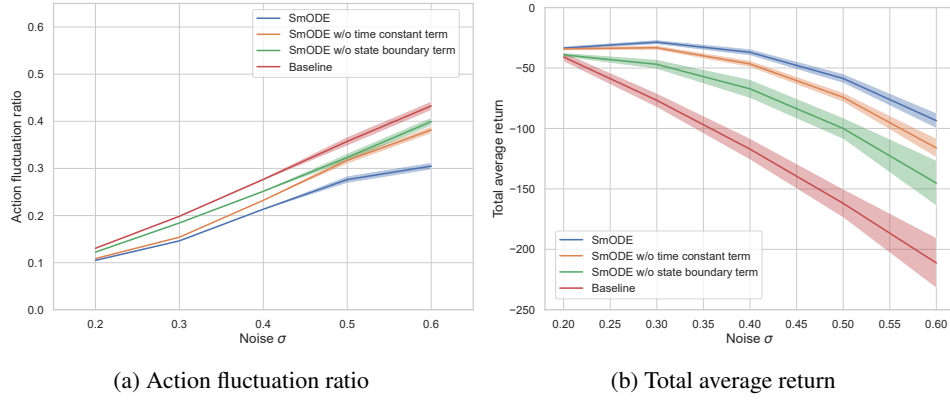 SmODE
SmODE w/o time constant term
SmODE w/o state boundary term
Baseline
Action fluctuation ratio
0.6
0.5
0.4
0.3
0.2
0.1
0.0
0.2 0.3 0.4 0.5 0.6
Noise σ
(a) Action fluctuation ratio
Total average return
0
−50
−100
−150
−200
−250
SmODE
SmODE w/o time constant term
SmODE w/o state boundary term
Baseline
0.20 0.25 0.30 0.35 0.40 0.45 0.50 0.55 0.60
Noise σ
(b) Total average return